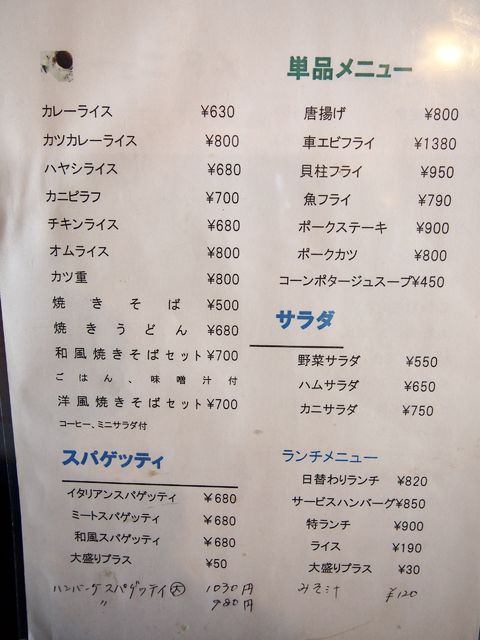 カレーライス ¥630
カツカレーライス ¥800
ハヤシライス ¥680
カニピラフ ¥700
チキンライス ¥680
オムライス ¥800
カツ重 ¥800
焼きそば ¥500
焼きうどん ¥680
和風焼きそばセット ¥700
ごはん、味噌汁付
洋風焼きそばセット ¥700
コーヒー、ミニサラダ付
スパゲッティ
イタリアンスパゲッティ ¥680
ミートスパゲッティ ¥680
和風スパゲッティ ¥680
大盛りプラス ¥50
ハンバーグスパゲッティ大 1030円
〃 980円
単品メニュー
唐揚げ ¥800
車エビフライ ¥1380
貝柱フライ ¥950
魚フライ ¥790
ポークステーキ ¥900
ポークカツ ¥800
コーンポタージュスープ¥450
サラダ
野菜サラダ ¥550
ハムサラダ ¥650
カニサラダ ¥750
ランチメニュー
日替わりランチ ¥820
サービスハンバーグ¥850
特ランチ ¥900
ライス ¥190
大盛りプラス ¥30
みそ汁 ¥120